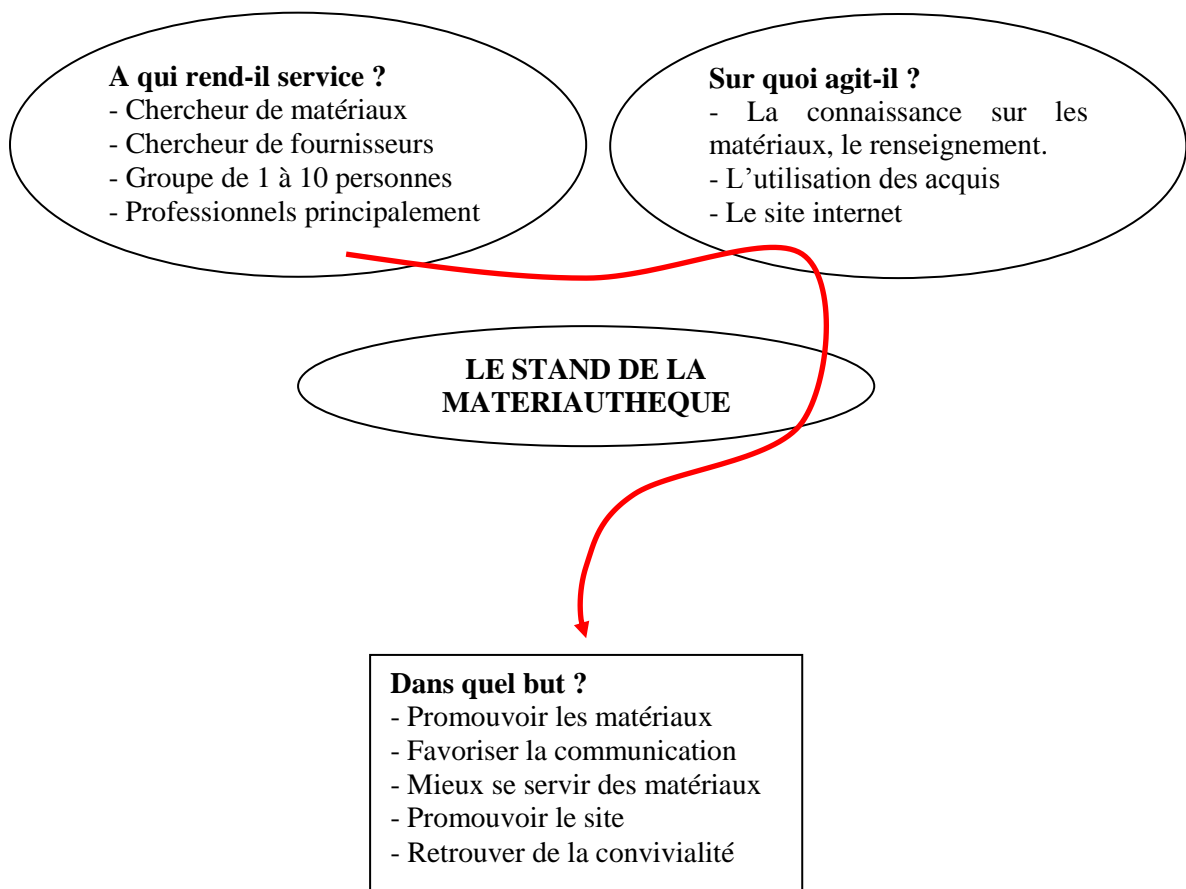 A qui rend-il service ?
- Chercheur de matériaux
- Chercheur de fournisseurs
- Groupe de 1 à 10 personnes
- Professionnels principalement
Sur quoi agit-il ?
- La connaissance sur les
matériaux, le renseignement.
- L’utilisation des acquis
- Le site internet
LE STAND DE LA
MATERIAUTHEQUE
Dans quel but ?
- Promouvoir les matériaux
- Favoriser la communication
- Mieux se servir des matériaux
- Promouvoir le site
- Retrouver de la convivialité